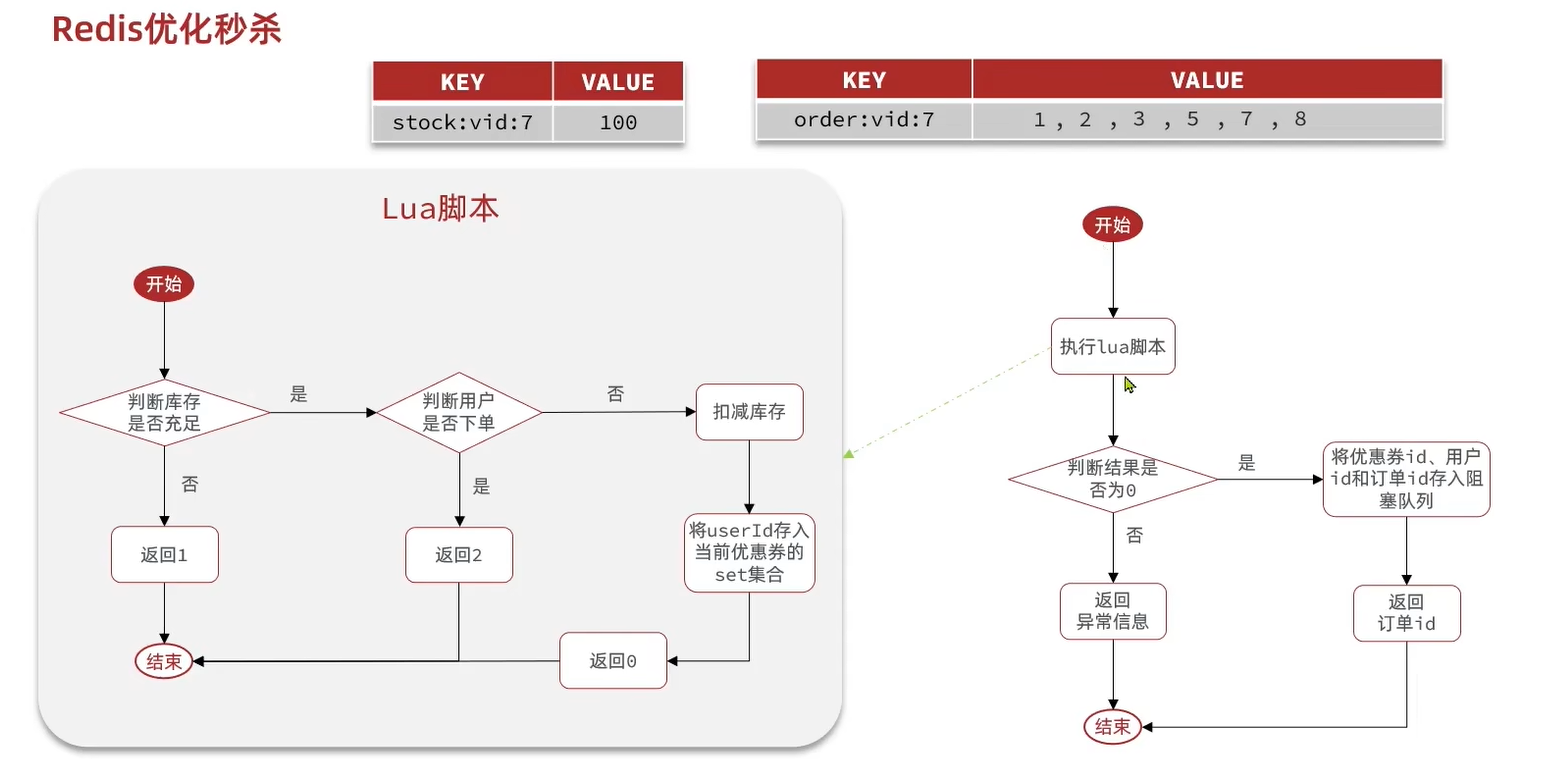 Redis优化秒杀
KEY VALUE
stock:vid:7 100
KEY VALUE
order:vid:7 1 , 2 , 3 , 5 , 7 , 8
Lua脚本
开始
判断库存
是否充足
是
判断用户
是否下单
否
扣减库存
否
是
返回1
返回2
将userId存入
当前优惠券的
set集合
返回0
结束
开始
执行lua脚本
判断结果是
否为0
是
将优惠券id、用户
id和订单id存入阻
塞队列
否
返回
异常信息
返回
订单id
结束